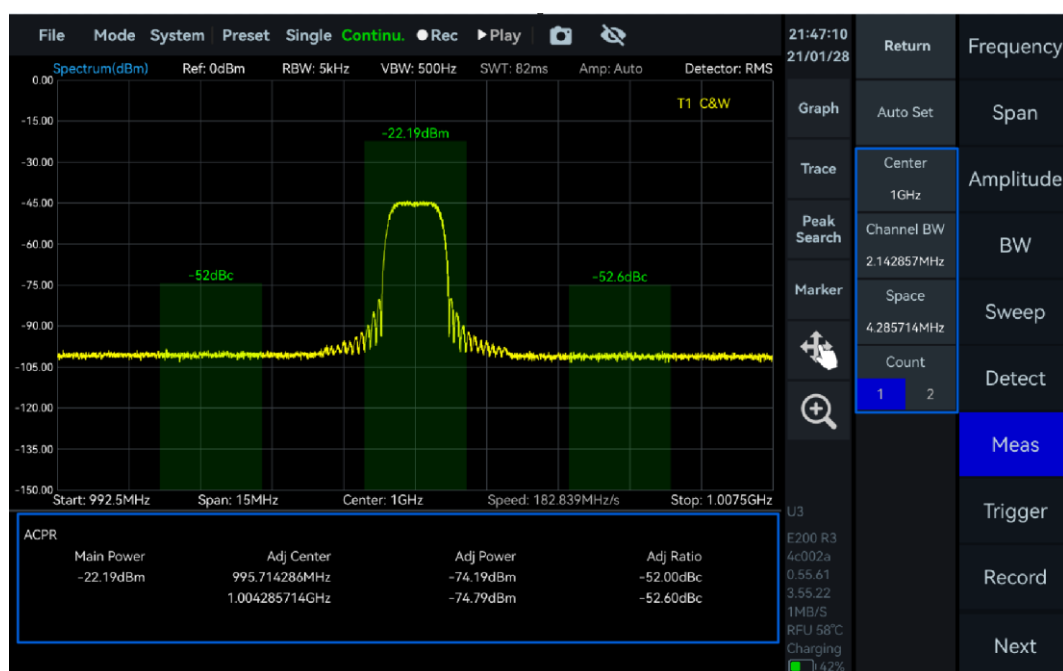 File Mode System Preset Single Continu. Rec Play
Spectrum(dBm) Ref: 0dBm RBW: 5kHz VBW: 500Hz SWT: 82ms Amp: Auto Detector: RMS
0.00
T1 C&W
-15.00
-22.19dBm
-30.00
-45.00
-60.00
-52dBc
-52.6dBc
-75.00
-90.00
-105.00
-120.00
-135.00
-150.00
Start: 992.5MHz Span: 15MHz Center: 1GHz Speed: 182.839MHz/s Stop: 1.0075GHz
ACPR
Main Power Adj Center Adj Power Adj Ratio
-22.19dBm 995.714286MHz -74.19dBm -52.00dBc
1.004285714GHz -74.79dBm -52.60dBc
21:47:10
21/01/28
Graph
Trace
Peak
Search
Marker
U3
E200 R3
4c002a
0.55.61
3.55.22
1MB/S
RFU 58°C
Charging
42%
Return
Auto Set
Center
1GHz
Channel BW
2.142857MHz
Space
4.285714MHz
Count
1 2
Frequency
Span
Amplitude
BW
Sweep
Detect
Meas
Trigger
Record
Next